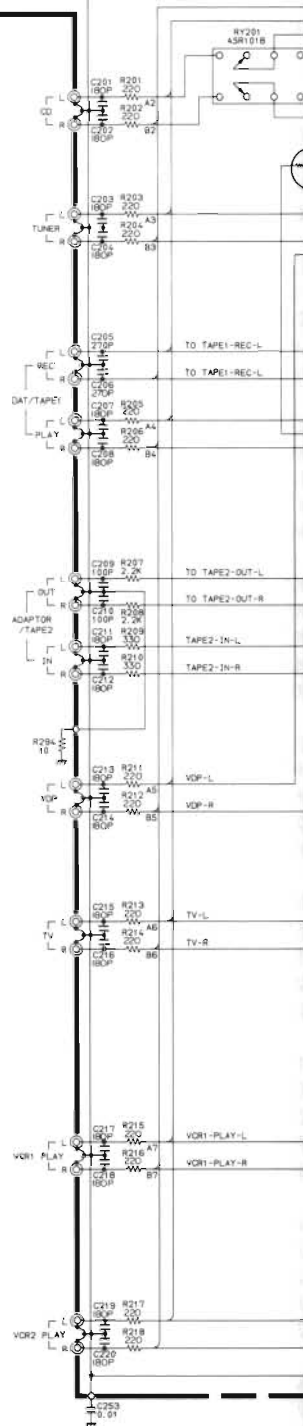 RY201
4SR101B
C201 R201
180P 220
L A2
CD R202
220
R B2
C202
180P
C203 R203
180P 220
L A3
TUNER R204
220
R B3
C204
180P
C205
270P
L TO TAPE1-REC-L
REC
R TO TAPE1-REC-L
C206
270P
DAT/TAPE1
C207 R205
180P 220
L A4
PLAY R206
220
R B4
C208
180P
C209 R207
100P 2.2K
L TO TAPE2-OUT-L
OUT
R TO TAPE2-OUT-R
C210 R208
100P 2.2K
ADAPTOR
/TAPE2
C211 R209
180P 330
L TAPE2-IN-L
IN R210
330
R TAPE2-IN-R
C212
180P
R294
10
C213 R211
180P 220
L A5 VDP-L
VDP R212
220
R B5 VDP-R
C214
180P
C215 R213
180P 220
L A6 TV-L
TV R214
220
R B6 TV-R
C216
180P
C217 R215
180P 220
L A7 VCR1-PLAY-L
VCR1 PLAY R216
220
R B7 VCR1-PLAY-R
C218
180P
C219 R217
180P 220
L
VCR2 PLAY R218
220
R
C220
180P
C253
0.01